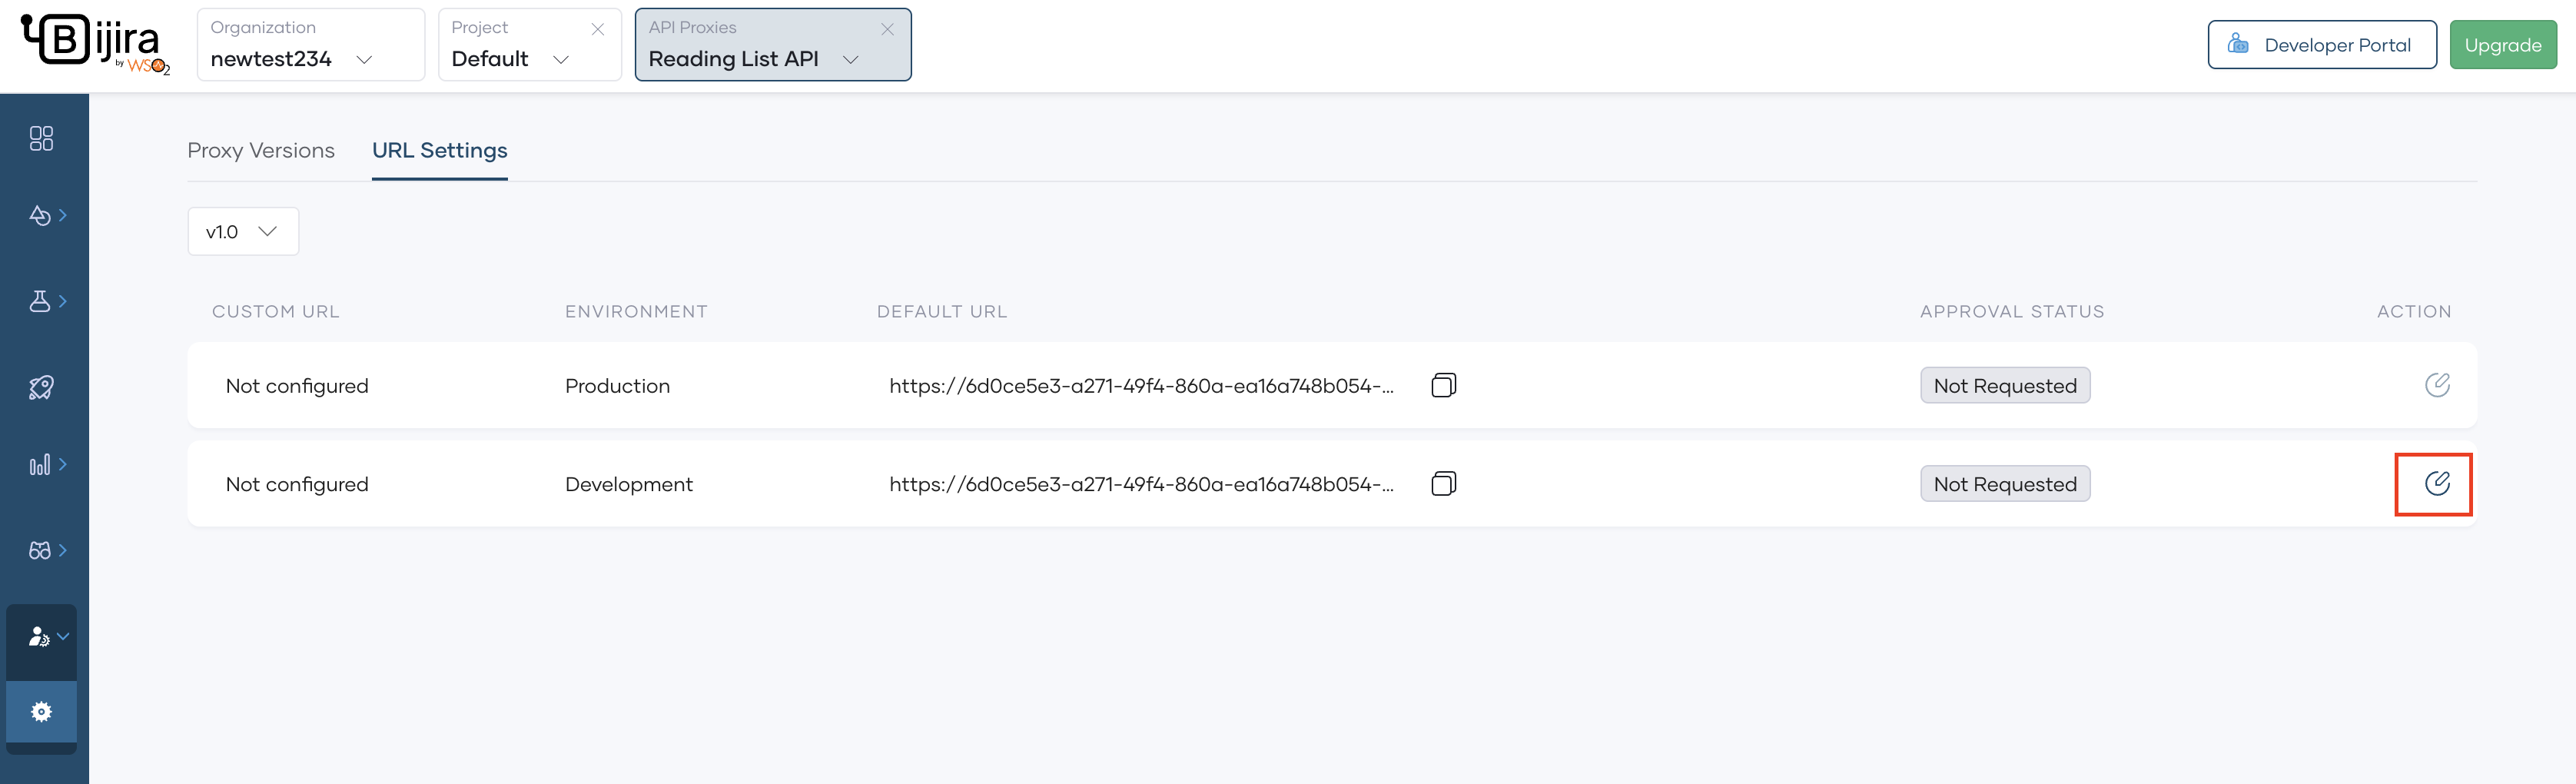 Bijira
by WSO2
Organization
newtest234
Project
Default
API Proxies
Reading List API
Developer Portal
Upgrade
Proxy Versions
URL Settings
v1.0
CUSTOM URL ENVIRONMENT DEFAULT URL APPROVAL STATUS ACTION
Not configured Production https://6d0ce5e3-a271-49f4-860a-ea16a748b054-... Not Requested
Not configured Development https://6d0ce5e3-a271-49f4-860a-ea16a748b054-... Not Requested